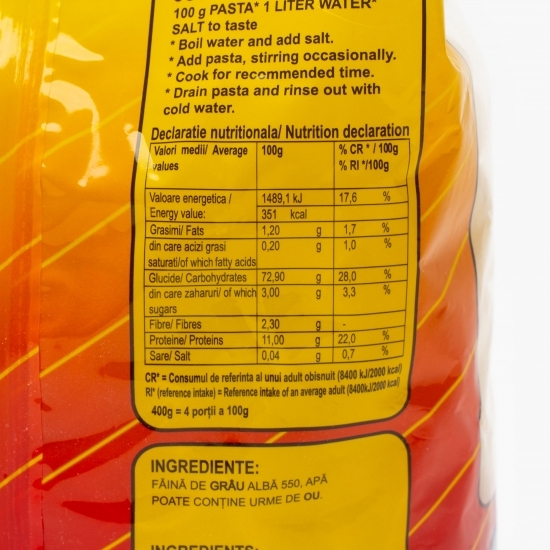 100 g PASTA* 1 LITER WATER*
SALT to taste
* Boil water and add salt.
* Add pasta, stirring occasionally.
* Cook for recommended time.
* Drain pasta and rinse out with
cold water.
Declaratie nutritionala/ Nutrition declaration
Valori medii/ Average values 100g % CR * / 100g
% RI */100g
Valoare energetica / 1489,1 kJ 17,6 %
Energy value: 351 kcal
Grasimi/ Fats 1,20 g 1,7 %
din care acizi grasi 0,20 g 1,0 %
saturati/of which fatty acids
Glucide/ Carbohydrates 72,90 g 28,0 %
din care zaharuri/ of which 3,00 g 3,3 %
sugars
Fibre/ Fibres 2,30 g -
Proteine/ Proteins 11,00 g 22,0 %
Sare/ Salt 0,04 g 0,7 %
CR* = Consumul de referinta al unui adult obisnuit (8400 kJ/2000 kcal)
RI* (reference intake) = Reference intake of an average adult (8400kJ/2000 kcal)
400g = 4 porții a 100g
INGREDIENTE:
FĂINĂ DE GRÂU ALBĂ 550, APĂ
POATE CONȚINE URME DE OU.
INGREDIENTS: